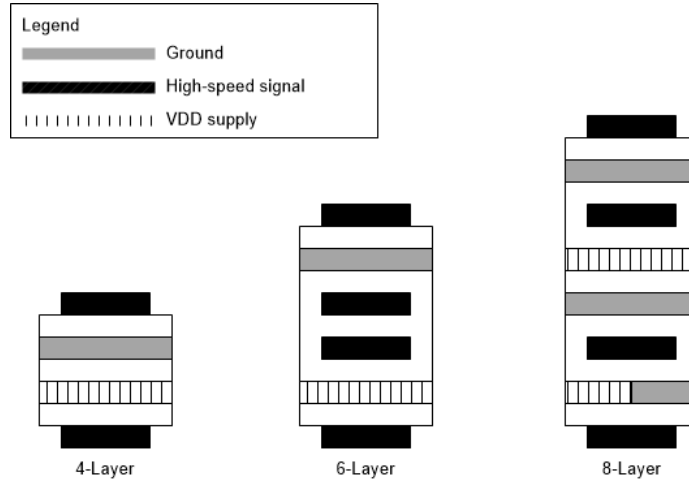 Legend
Ground
High-speed signal
VDD supply
4-Layer
6-Layer
8-Layer